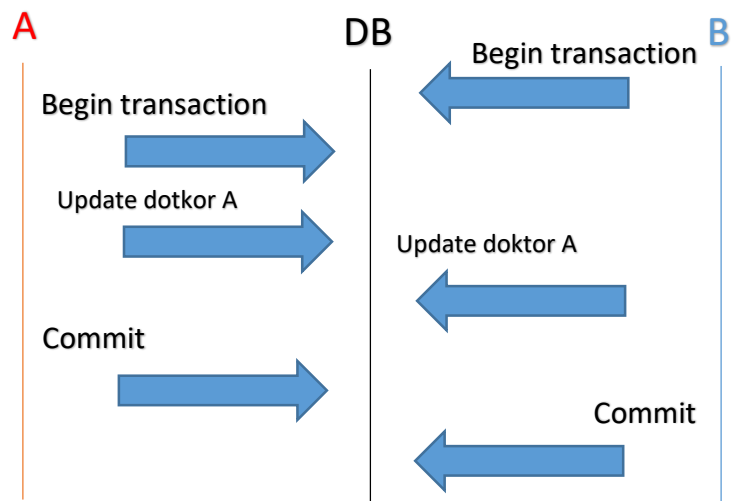 A
DB
B
Begin transaction
Begin transaction
Update dotkor A
Update doktor A
Commit
Commit